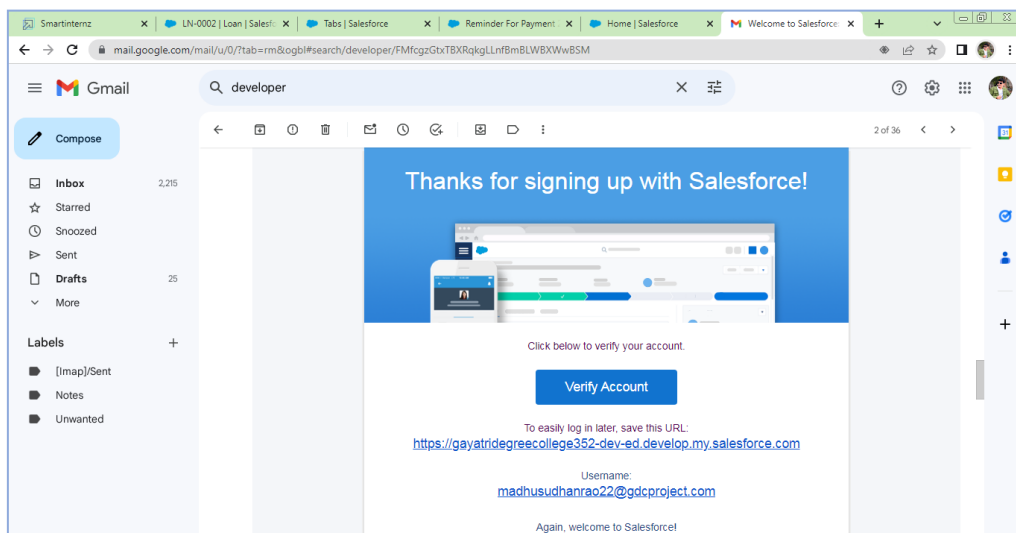 Smartinternz
LN-0002 | Loan | Salesfo
Tabs | Salesforce
Reminder For Payment
Home | Salesforce
Welcome to Salesforce:
mail.google.com/mail/u/0/?tab=rm&ogbl#search/developer/FMfcgzGtxTBXRqkgLLnfBmBLWBXWwBSM
Gmail
developer
Compose
2 of 36
Inbox 2,215
Starred
Snoozed
Sent
Drafts 25
More
Labels
[Imap]/Sent
Notes
Unwanted
Thanks for signing up with Salesforce!
Click below to verify your account.
Verify Account
To easily log in later, save this URL:
https://gayatridegreecollege352-dev-ed.develop.my.salesforce.com
Username:
madhusudhanrao22@gdcproject.com
Again, welcome to Salesforce!